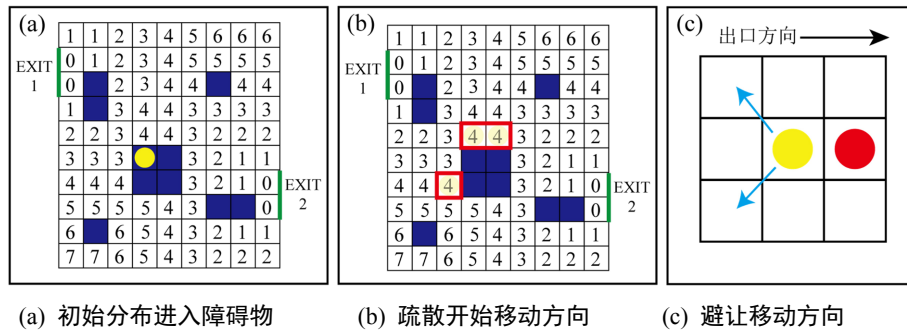 (a)
1 1 2 3 4 5 6 6 6
0 1 2 3 4 5 5 5 5
0 2 3 4 4 4 4
1 3 4 4 3 3 3 3
2 2 3 4 4 3 2 2 2
3 3 3 3 2 1 1
4 4 4 3 2 1 0
5 5 5 5 4 3 0
6 6 5 4 3 2 1 1
7 7 6 5 4 3 2 2 2
EXIT
1
EXIT
2
(b)
1 1 2 3 4 5 6 6 6
0 1 2 3 4 5 5 5 5
0 2 3 4 4 4 4
1 3 4 4 3 3 3 3
2 2 3 4 4 3 2 2 2
3 3 3 3 2 1 1
4 4 4 3 2 1 0
5 5 5 5 4 3 0
6 6 5 4 3 2 1 1
7 7 6 5 4 3 2 2 2
EXIT
1
EXIT
2
(c)
出口方向
(a) 初始分布进入障碍物
(b) 疏散开始移动方向
(c) 避让移动方向